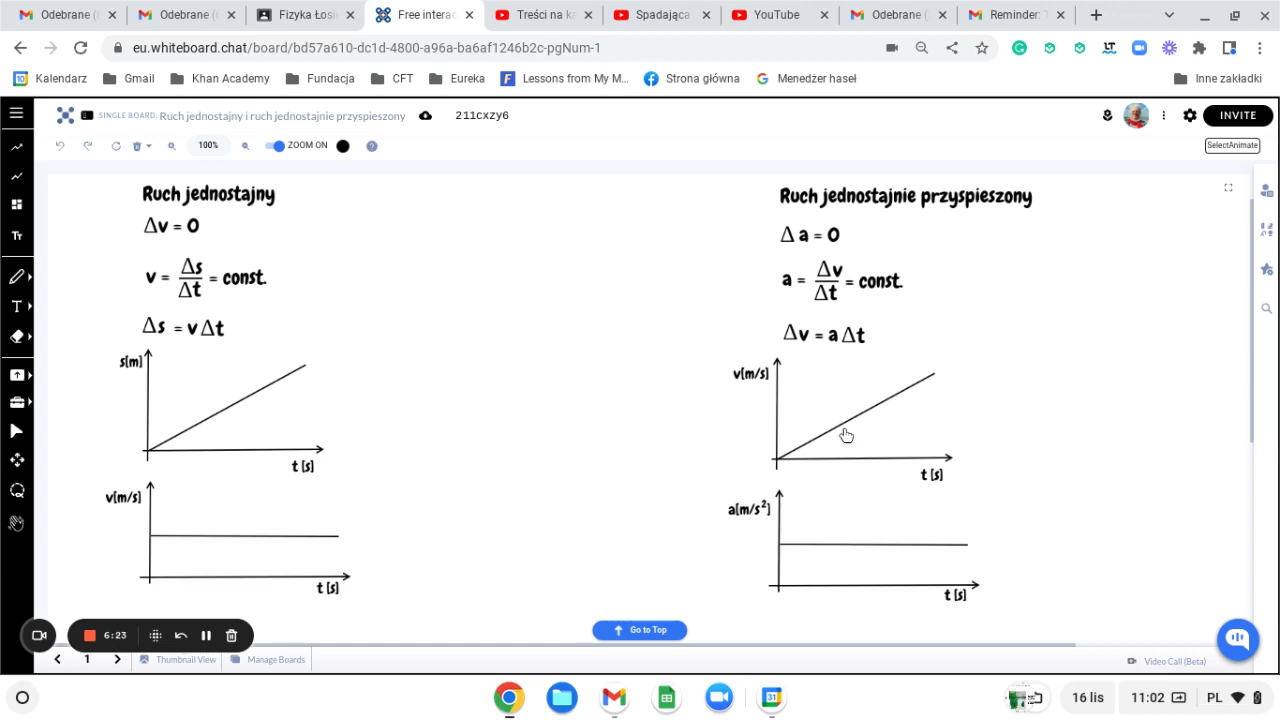 Odebrane (
Odebrane (
Fizyka Łosi
Free interac
Treści na ka
Spadająca
YouTube
Odebrane (
Reminder: T
eu.whiteboard.chat/board/bd57a610-dc1d-4800-a96a-ba6af1246b2c-pgNum-1
Kalendarz
Gmail
Khan Academy
Fundacja
CFT
Eureka
Lessons from My M...
Strona główna
Menedżer haseł
Inne zakładki
SINGLE BOARD: Ruch jednostajny i ruch jednostajnie przyspieszony
211cxzy6
INVITE
100%
ZOOM ON
SelectAnimate
Ruch jednostajny
Δv = 0
v = Δs/Δt = const.
Δs = v Δt
s[m]
t [s]
v[m/s]
t [s]
Ruch jednostajnie przyspieszony
Δ a = 0
a = Δv/Δt = const.
Δv = a Δt
v[m/s]
t [s]
a[m/s²]
t [s]
6:23
Go to Top
1
Thumbnail View
Manage Boards
Video Call (Beta)
16 lis
11:02
PL